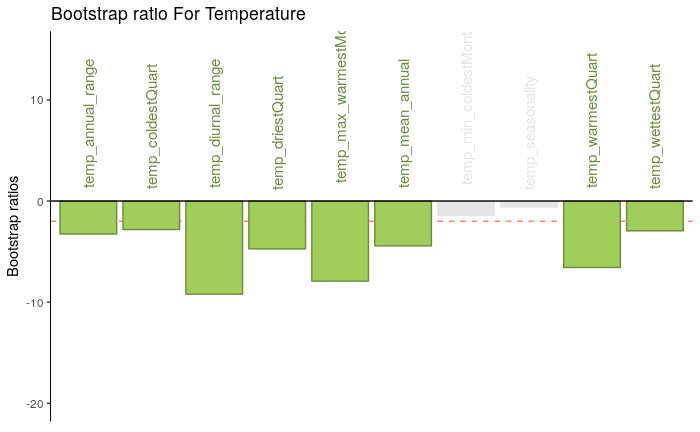 Bootstrap ratio For Temperature
Bootstrap ratios
10
0
-10
-20
temp_annual_range
temp_coldestQuart
temp_diurnal_range
temp_driestQuart
temp_max_warmestMo
temp_mean_annual
temp_min_coldestMont
temp_seasonality
temp_warmestQuart
temp_wettestQuart